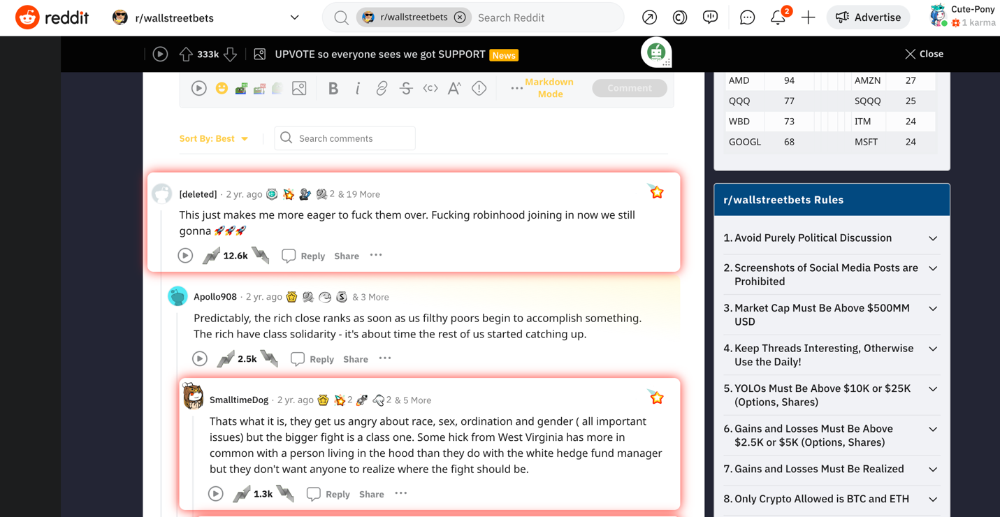 reddit
r/wallstreetbets
r/wallstreetbets
Search Reddit
2
Advertise
Cute-Pony
1 karma
333k
UPVOTE so everyone sees we got SUPPORT
News
Close
B i
Markdown
Mode
Comment
Sort By: Best
Search comments
[deleted] · 2 yr. ago 2 & 19 More
This just makes me more eager to fuck them over. Fucking robinhood joining in now we still
gonna 🚀🚀🚀
12.6k Reply Share ···
Apollo908 · 2 yr. ago & 3 More
Predictably, the rich close ranks as soon as us filthy poors begin to accomplish something.
The rich have class solidarity - it's about time the rest of us started catching up.
2.5k Reply Share ···
SmalltimeDog · 2 yr. ago 2 2 & 5 More
Thats what it is, they get us angry about race, sex, ordination and gender ( all important
issues) but the bigger fight is a class one. Some hick from West Virginia has more in
common with a person living in the hood than they do with the white hedge fund manager
but they don't want anyone to realize where the fight should be.
1.3k Reply Share ···
AMD 94 AMZN 27
QQQ 77 SQQQ 25
WBD 73 ITM 24
GOOGL 68 MSFT 24
r/wallstreetbets Rules
1. Avoid Purely Political Discussion
2. Screenshots of Social Media Posts are
Prohibited
3. Market Cap Must Be Above $500MM
USD
4. Keep Threads Interesting, Otherwise
Use the Daily!
5. YOLOs Must Be Above $10K or $25K
(Options, Shares)
6. Gains and Losses Must Be Above
$2.5K or $5K (Options, Shares)
7. Gains and Losses Must Be Realized
8. Only Crypto Allowed is BTC and ETH